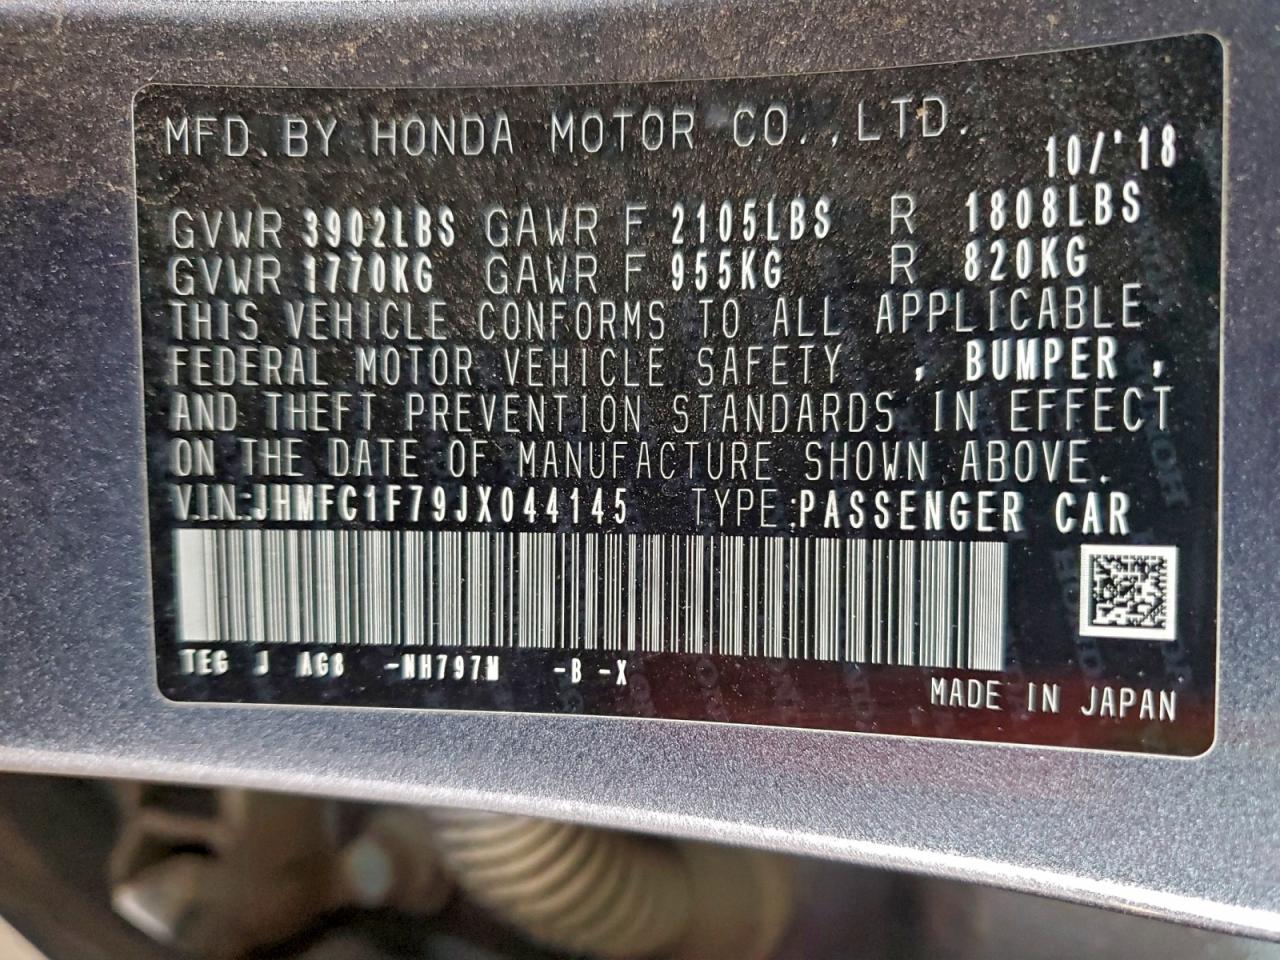 MFD. BY HONDA MOTOR CO.,LTD.
10/'18
GVWR 3902LBS GAWR F 2105LBS R 1808LBS
GVWR 1770KG GAWR F 955KG R 820KG
THIS VEHICLE CONFORMS TO ALL APPLICABLE
FEDERAL MOTOR VEHICLE SAFETY , BUMPER ,
AND THEFT PREVENTION STANDARDS IN EFFECT
ON THE DATE OF MANUFACTURE SHOWN ABOVE.
V.I.N.:JHMFC1F79JX044145 TYPE:PASSENGER CAR
TEG J AG8 -NH797M -B -X
MADE IN JAPAN